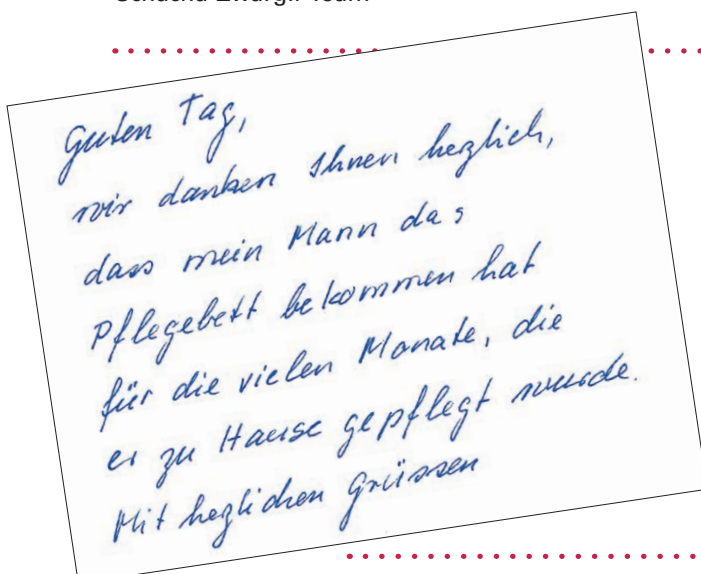 Guten Tag,
wir danken Ihnen herzlich,
dass mein Mann das
Pflegebett bekommen hat
für die vielen Monate, die
er zu Hause gepflegt wurde.
Mit herzlichen Grüssen